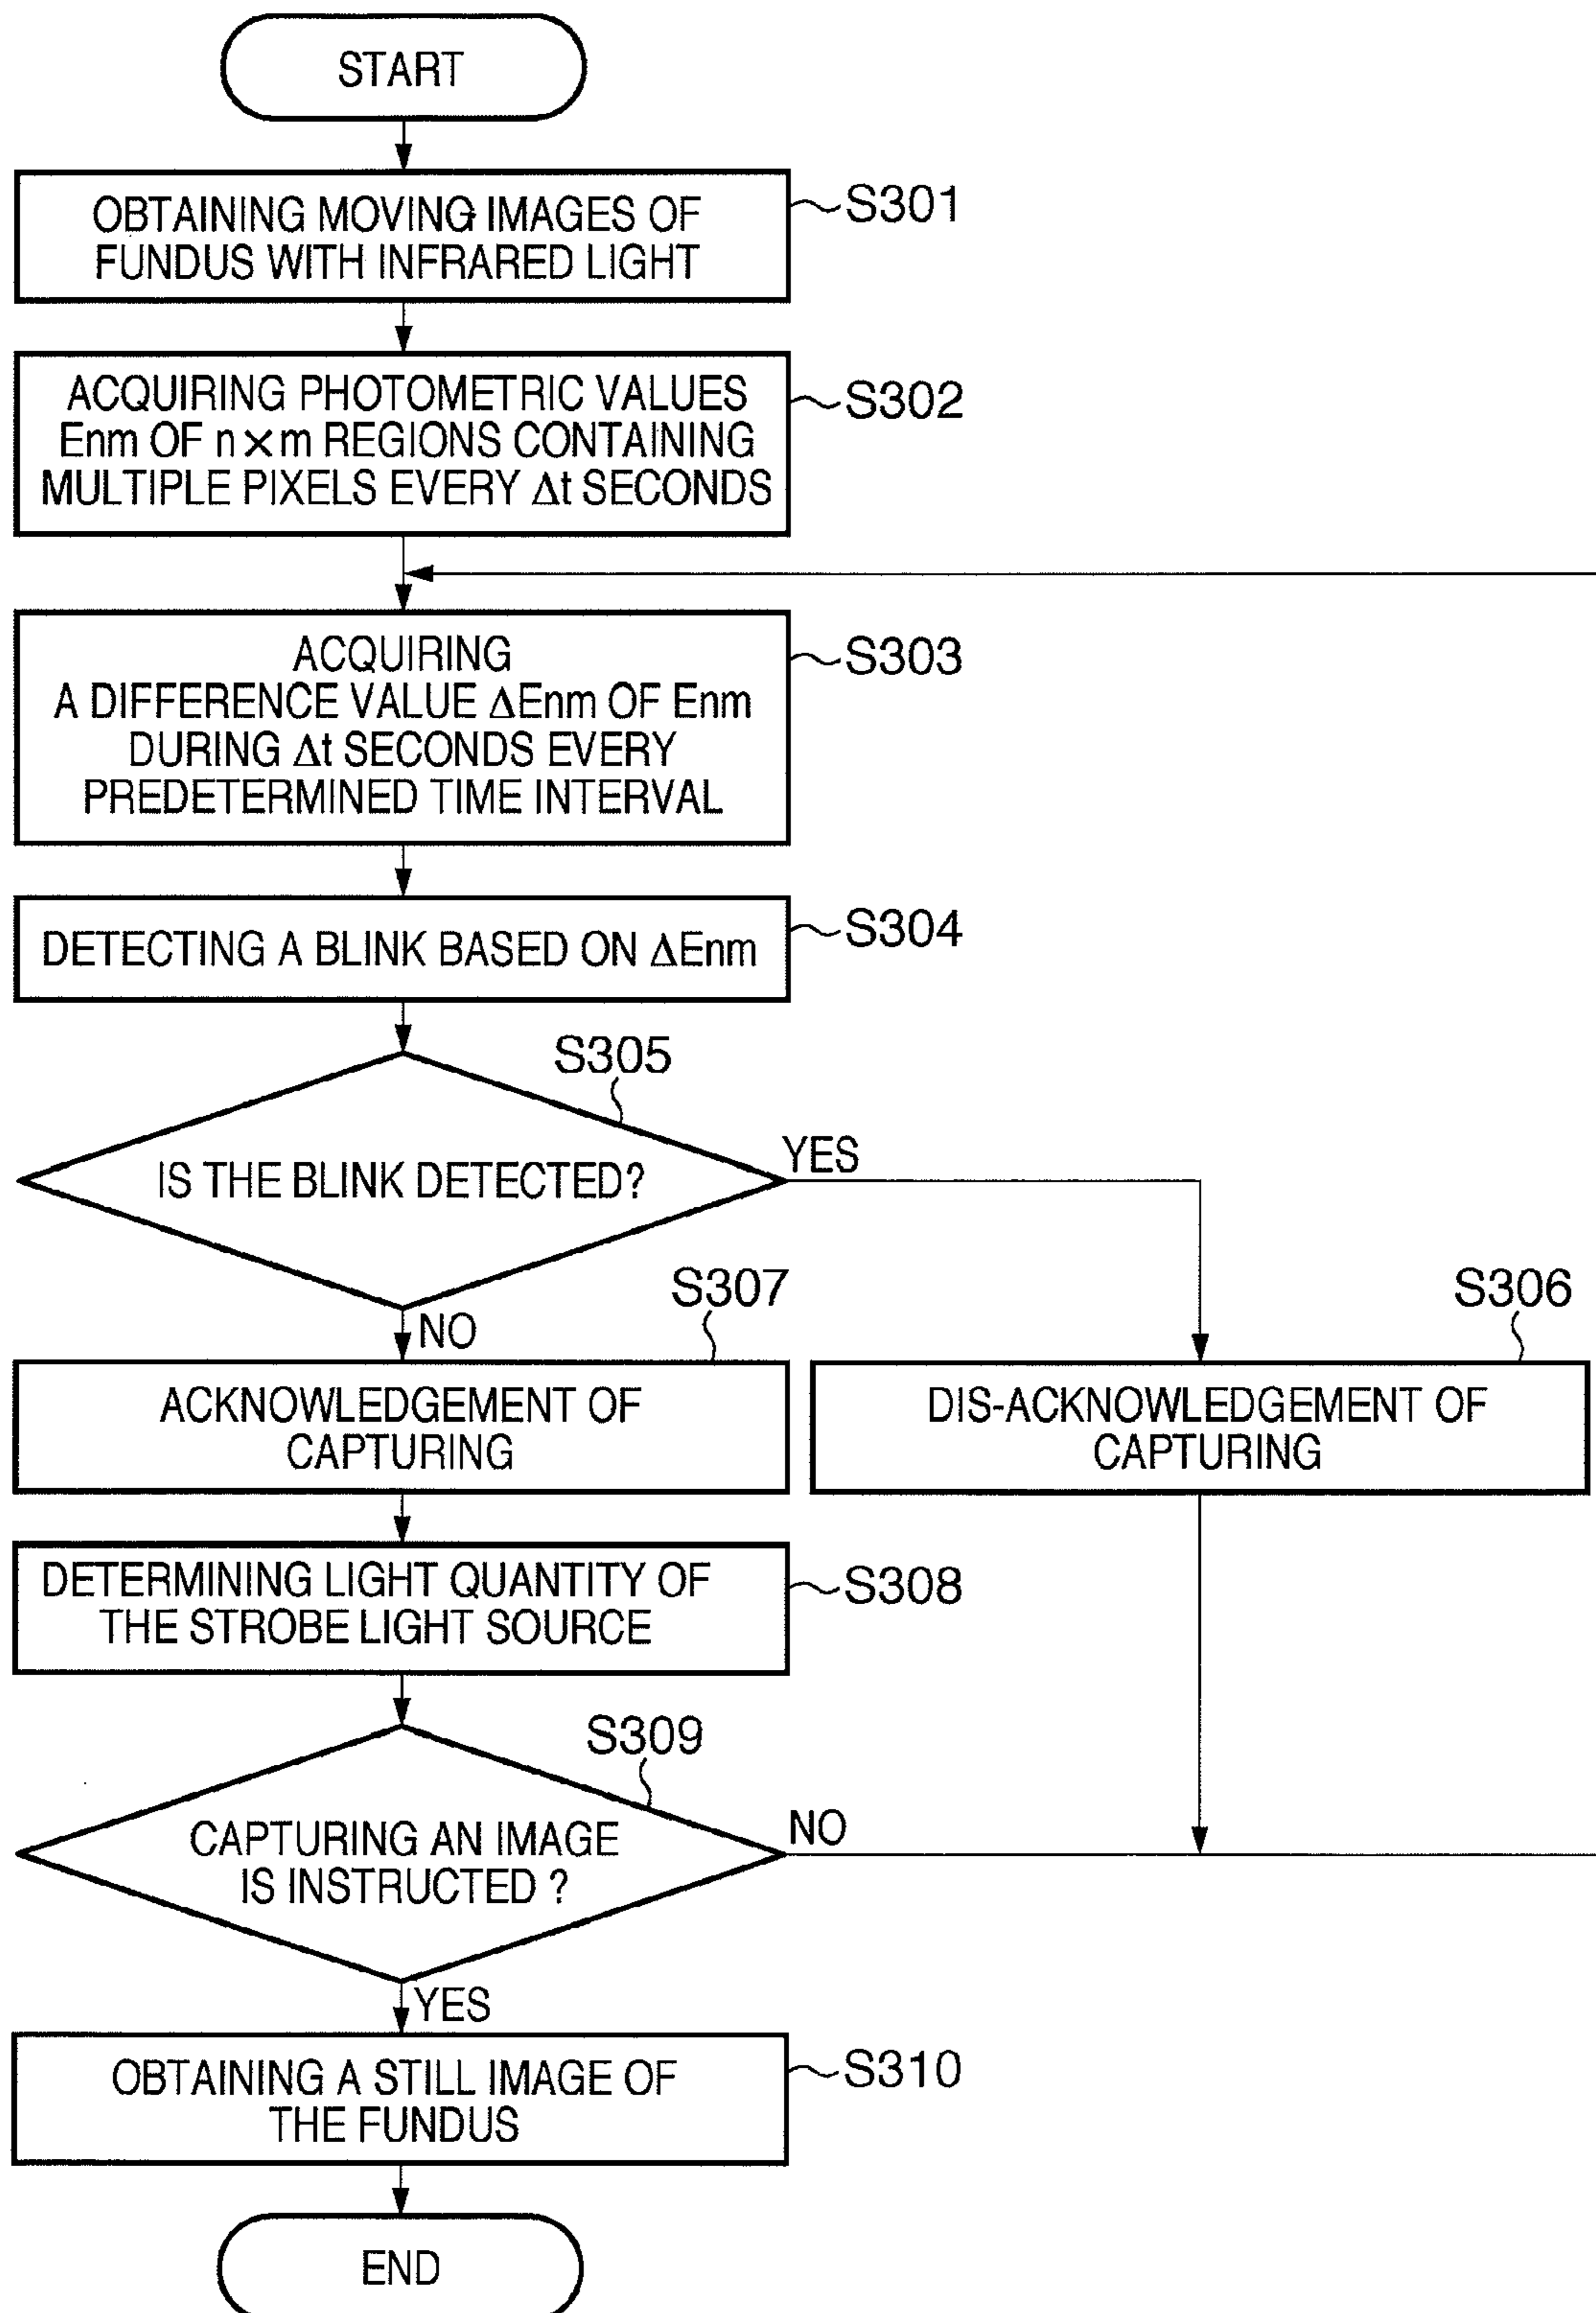 START
OBTAINING MOVING IMAGES OF
FUNDUS WITH INFRARED LIGHT
S301
ACQUIRING PHOTOMETRIC VALUES
Enm OF n×m REGIONS CONTAINING
MULTIPLE PIXELS EVERY Δt SECONDS
S302
ACQUIRING
A DIFFERENCE VALUE ΔEnm OF Enm
DURING Δt SECONDS EVERY
PREDETERMINED TIME INTERVAL
S303
DETECTING A BLINK BASED ON ΔEnm
S304
S305
IS THE BLINK DETECTED?
YES
NO
S307
ACKNOWLEDGEMENT OF
CAPTURING
S306
DIS-ACKNOWLEDGEMENT OF
CAPTURING
DETERMINING LIGHT QUANTITY OF
THE STROBE LIGHT SOURCE
S308
S309
CAPTURING AN IMAGE
IS INSTRUCTED ?
NO
YES
OBTAINING A STILL IMAGE OF
THE FUNDUS
S310
END